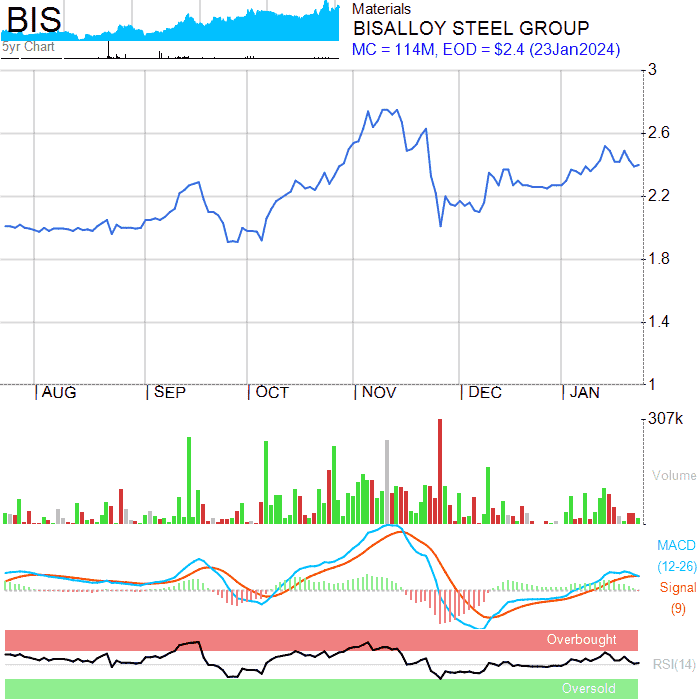 BIS
5yr Chart
Materials
BISALLOY STEEL GROUP
MC = 114M, EOD = $2.4 (23Jan2024)
3
2.6
2.2
1.8
1.4
1
AUG SEP OCT NOV DEC JAN
307k
Volume
MACD
(12-26)
Signal
(9)
Overbought
RSI(14)
Oversold